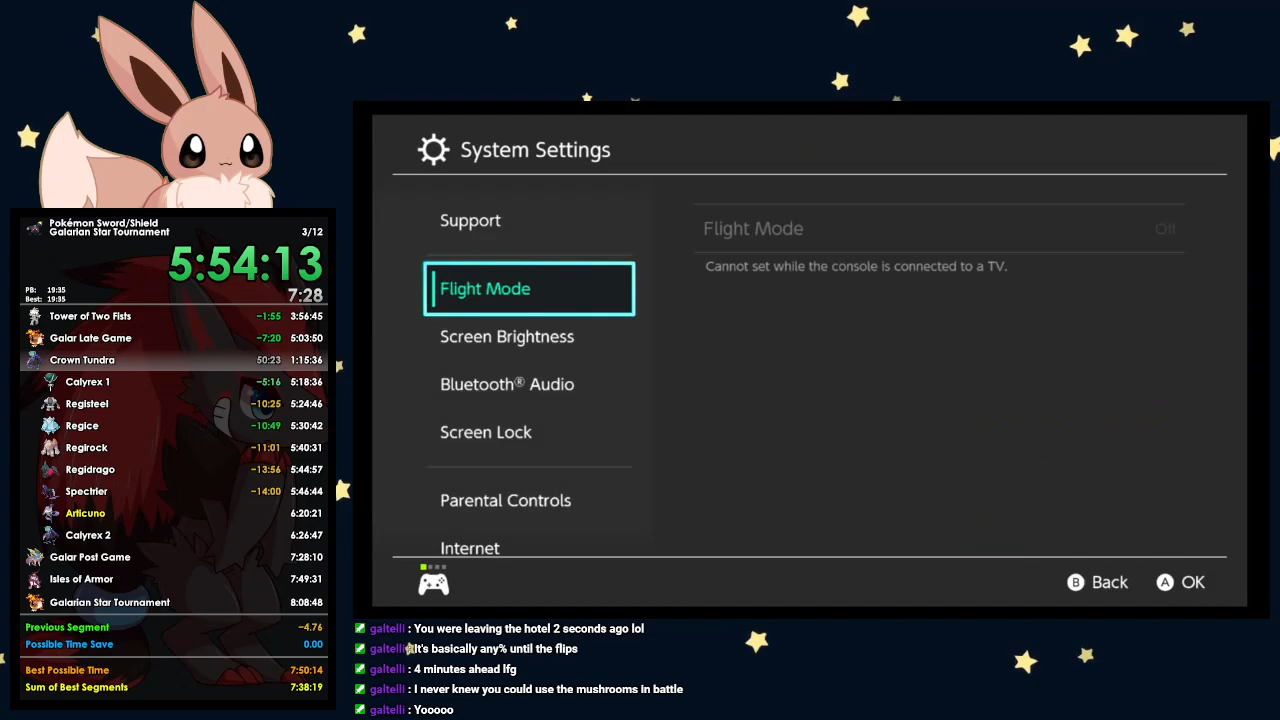 Pokémon Sword/Shield
Galarian Star Tournament
3/12
5:54:13
PB: 19:35
Best: 19:35
7:28
Tower of Two Fists −1:55 3:56:45
Galar Late Game −7:20 5:03:50
Crown Tundra 50:23 1:15:36
Calyrex 1 −5:16 5:18:36
Registeel −10:25 5:24:46
Regice −10:49 5:30:42
Regirock −11:01 5:40:31
Regidrago −13:56 5:44:57
Spectrier −14:00 5:46:44
Articuno 6:20:21
Calyrex 2 6:26:47
Galar Post Game 7:28:10
Isles of Armor 7:49:31
Galarian Star Tournament 8:08:48
Previous Segment −4.76
Possible Time Save 0.00
Best Possible Time 7:50:14
Sum of Best Segments 7:38:19
System Settings
Support
Flight Mode
Screen Brightness
Bluetooth® Audio
Screen Lock
Parental Controls
Internet
Flight Mode Off
Cannot set while the console is connected to a TV.
B Back A OK
galtelli : You were leaving the hotel 2 seconds ago lol
galtelli It's basically any% until the flips
galtelli : 4 minutes ahead lfg
galtelli : I never knew you could use the mushrooms in battle
galtelli : Yooooo